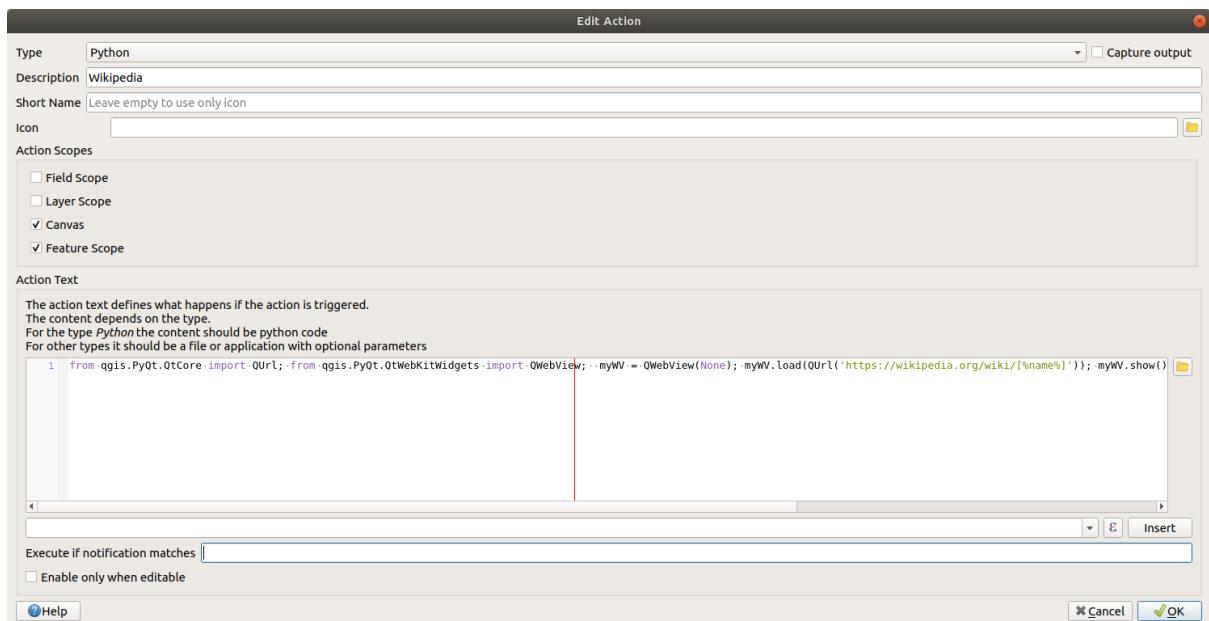 Edit Action
Type Python Capture output
Description Wikipedia
Short Name Leave empty to use only icon
Icon
Action Scopes
Field Scope
Layer Scope
Canvas
Feature Scope
Action Text
The action text defines what happens if the action is triggered.
The content depends on the type.
For the type Python the content should be python code
For other types it should be a file or application with optional parameters
1 from qgis.PyQt.QtCore import QUrl; from qgis.PyQt.QtWebKitWidgets import QWebView;  myWV = QWebView(None); myWV.load(QUrl('https://wikipedia.org/wiki/[%name%]')); myWV.show()
ε Insert
Execute if notification matches
Enable only when editable
Help Cancel OK